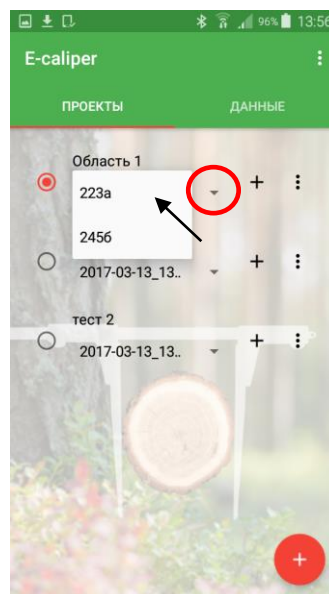 96% 13:56
E-caliper
ПРОЕКТЫ ДАННЫЕ
Область 1
223а
245б
2017-03-13_13..
тест 2
2017-03-13_13..